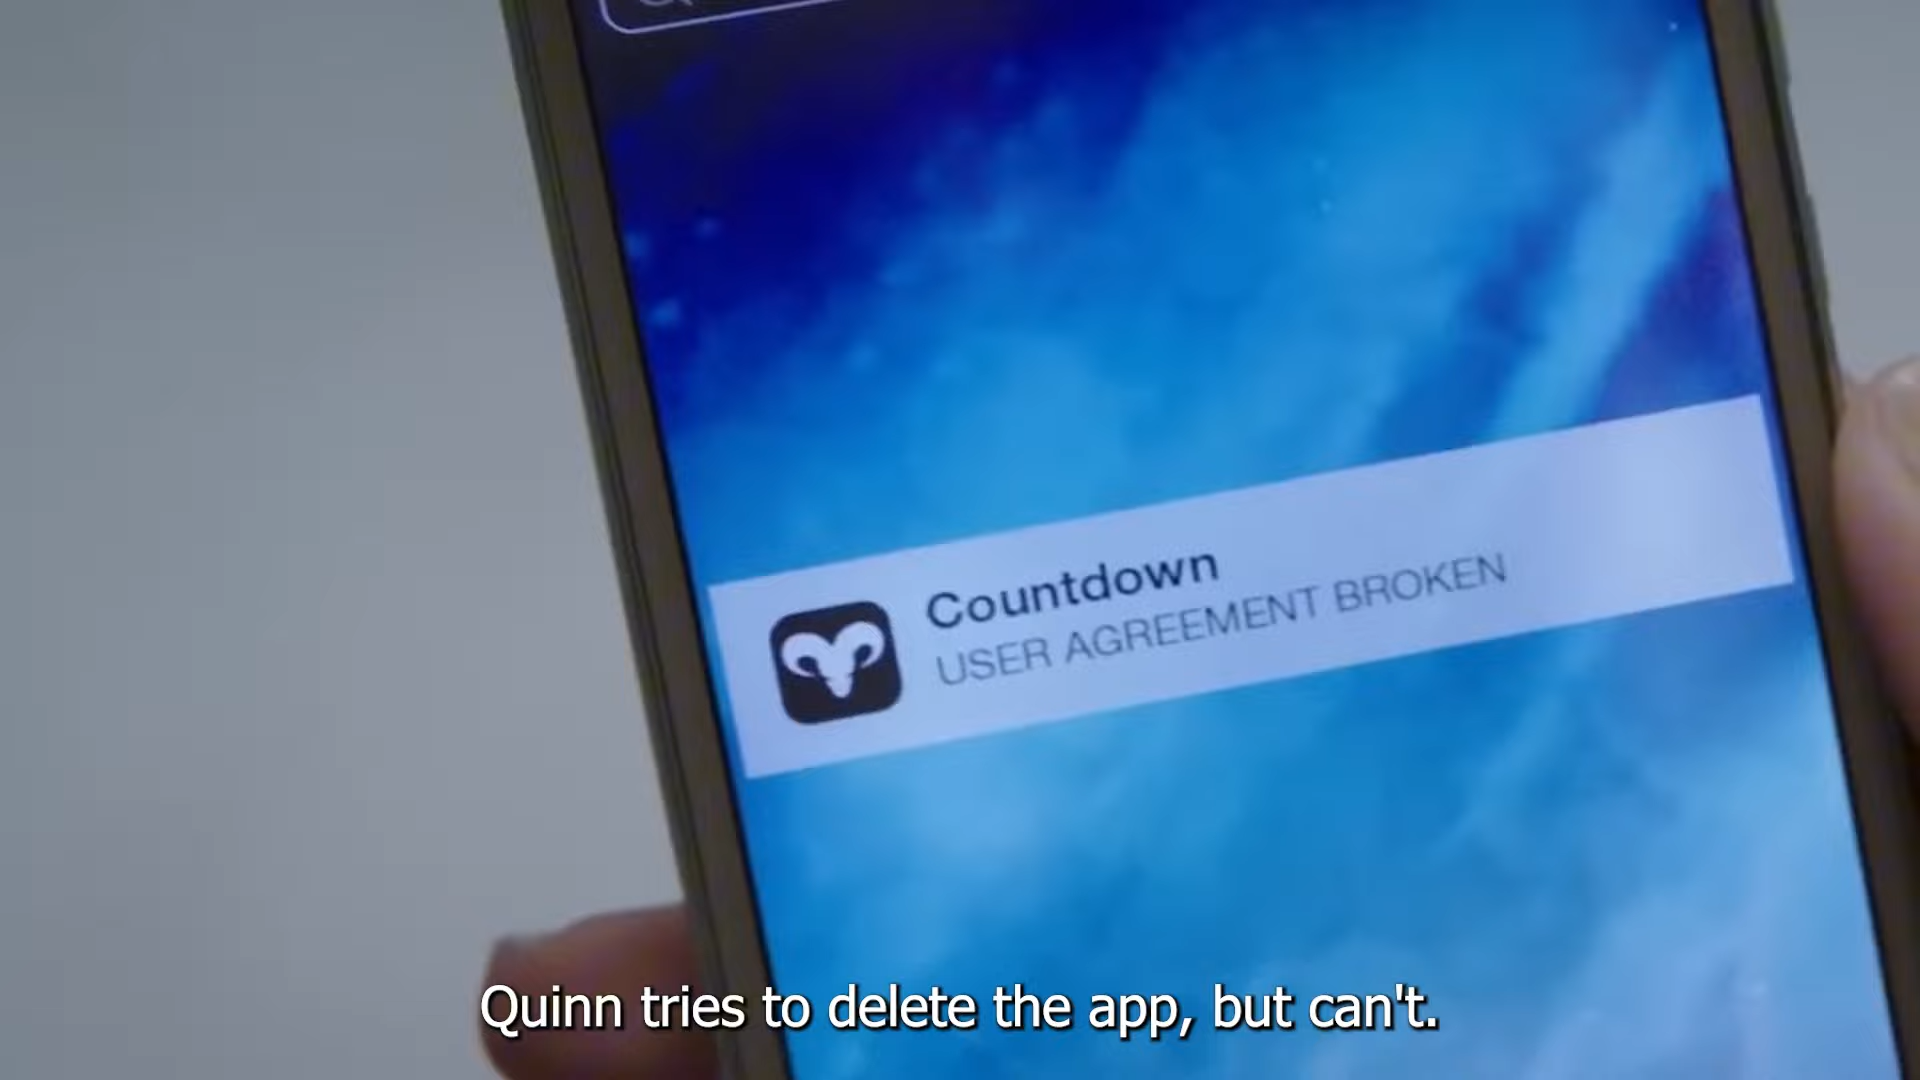 Countdown
USER AGREEMENT BROKEN
Quinn tries to delete the app, but can't.